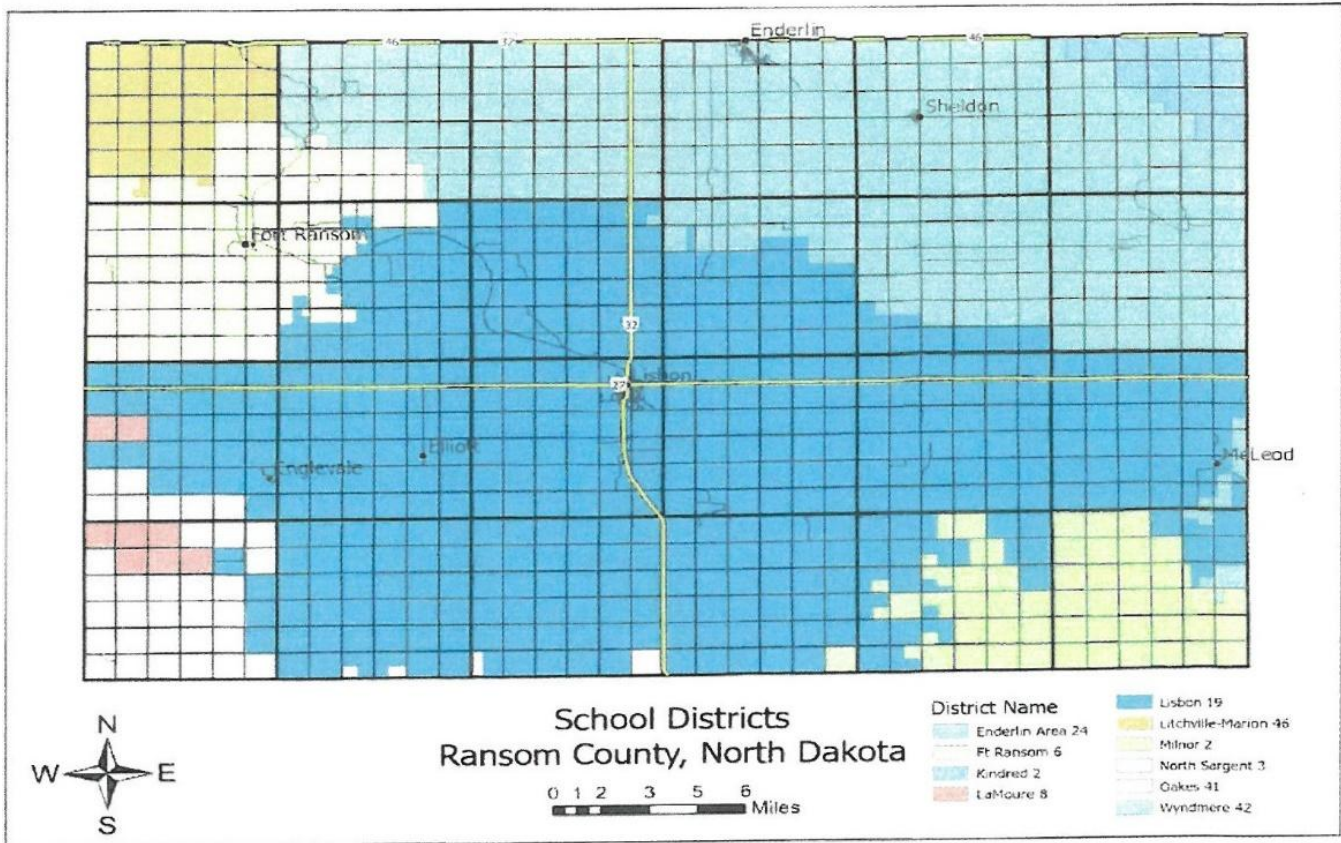 Enderlin
46
32
46
Sheldon
Fort Ransom
32
Lisbon
27
Elliott
Englevale
McLeod
School Districts
Ransom County, North Dakota
0 1 2 3 5 6
Miles
N
W E
S
District Name
Enderlin Area 24
Ft Ransom 6
Kindred 2
LaMoure 8
Lisbon 19
Litchville-Marion 46
Milnor 2
North Sargent 3
Oakes 41
Wyndmere 42